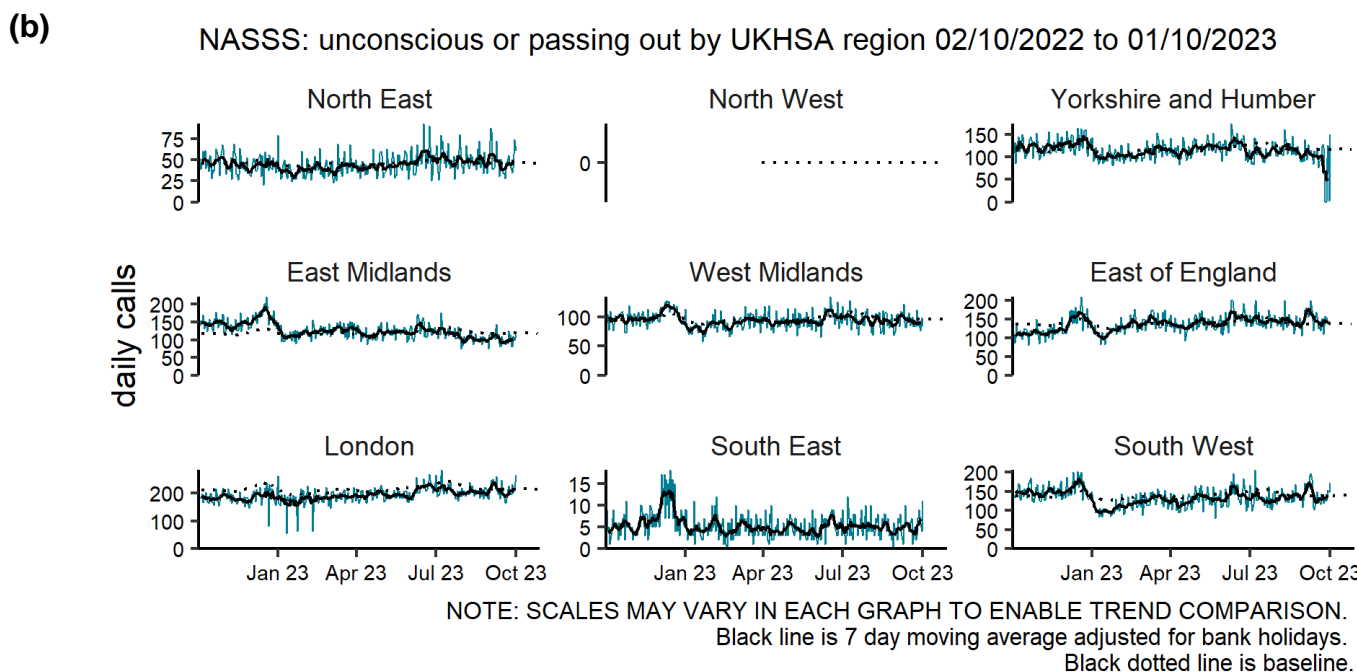 (b)
NASSS: unconscious or passing out by UKHSA region 02/10/2022 to 01/10/2023
daily calls
North East
75
50
25
0
North West
0
Yorkshire and Humber
150
100
50
0
East Midlands
200
150
100
50
0
West Midlands
100
50
0
East of England
200
150
100
50
0
London
200
100
0
Jan 23 Apr 23 Jul 23 Oct 23
South East
15
10
5
0
Jan 23 Apr 23 Jul 23 Oct 23
South West
200
150
100
50
0
Jan 23 Apr 23 Jul 23 Oct 23
NOTE: SCALES MAY VARY IN EACH GRAPH TO ENABLE TREND COMPARISON.
Black line is 7 day moving average adjusted for bank holidays.
Black dotted line is baseline.